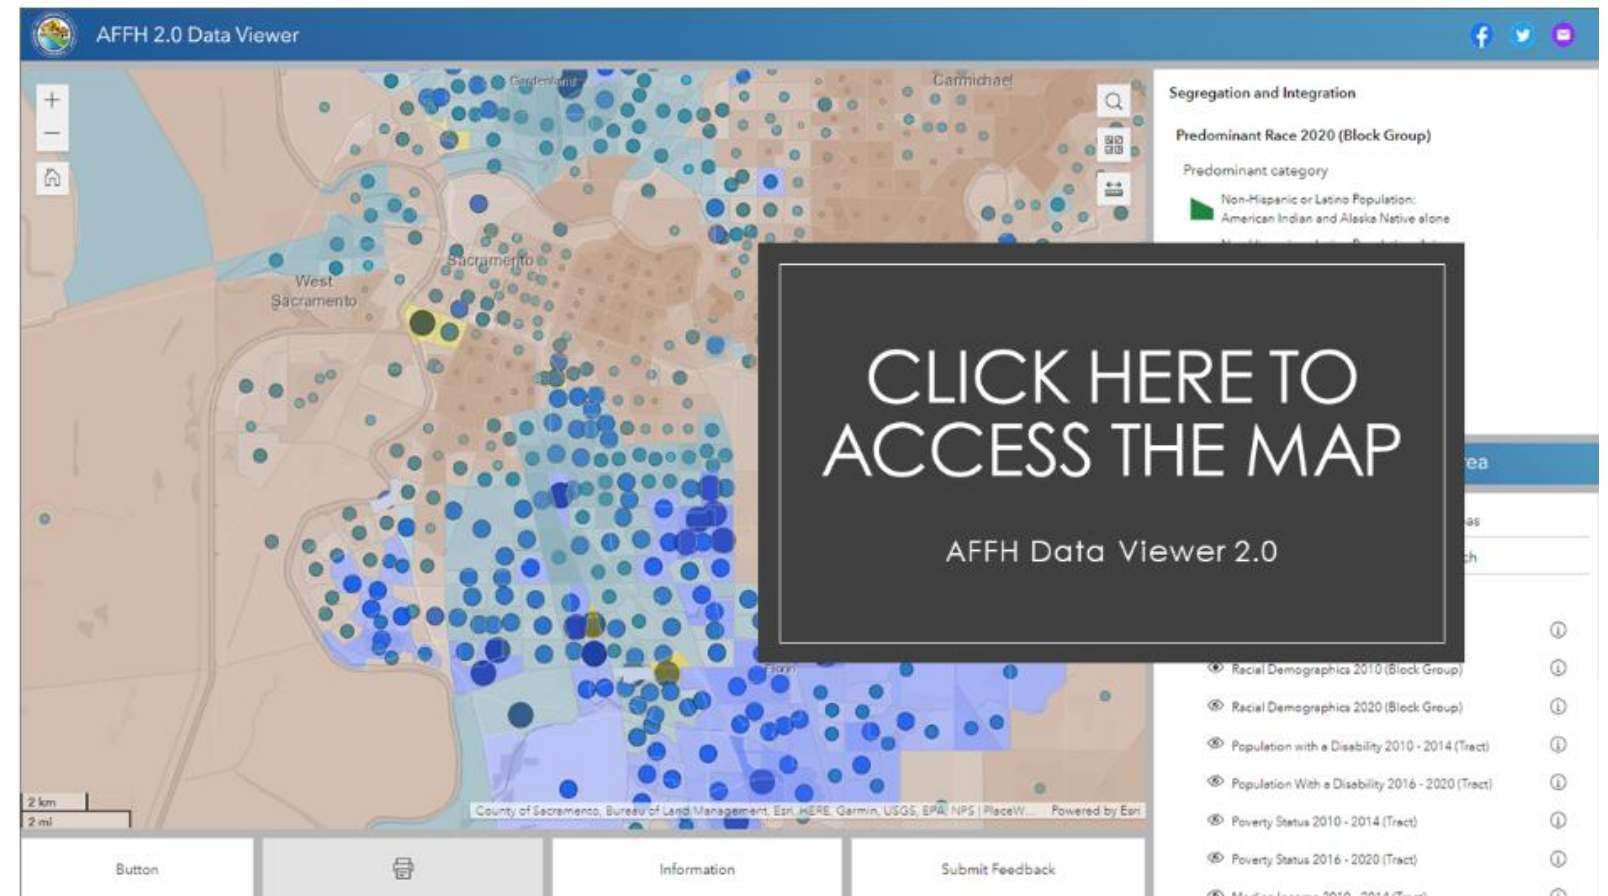 AFFH 2.0 Data Viewer
Gardenland
Carmichael
Sacramento
West
Sacramento
Florin
2 km
2 mi
County of Sacramento, Bureau of Land Management, Esri, HERE, Garmin, USGS, EPA, NPS | PlaceW... Powered by Esri
Button
Information
Submit Feedback
Segregation and Integration
Predominant Race 2020 (Block Group)
Predominant category
Non-Hispanic or Latino Population:
American Indian and Alaska Native alone
CLICK HERE TO
ACCESS THE MAP
AFFH Data Viewer 2.0
Racial Demographics 2010 (Block Group)
Racial Demographics 2020 (Block Group)
Population with a Disability 2010 - 2014 (Tract)
Population With a Disability 2016 - 2020 (Tract)
Poverty Status 2010 - 2014 (Tract)
Poverty Status 2016 - 2020 (Tract)